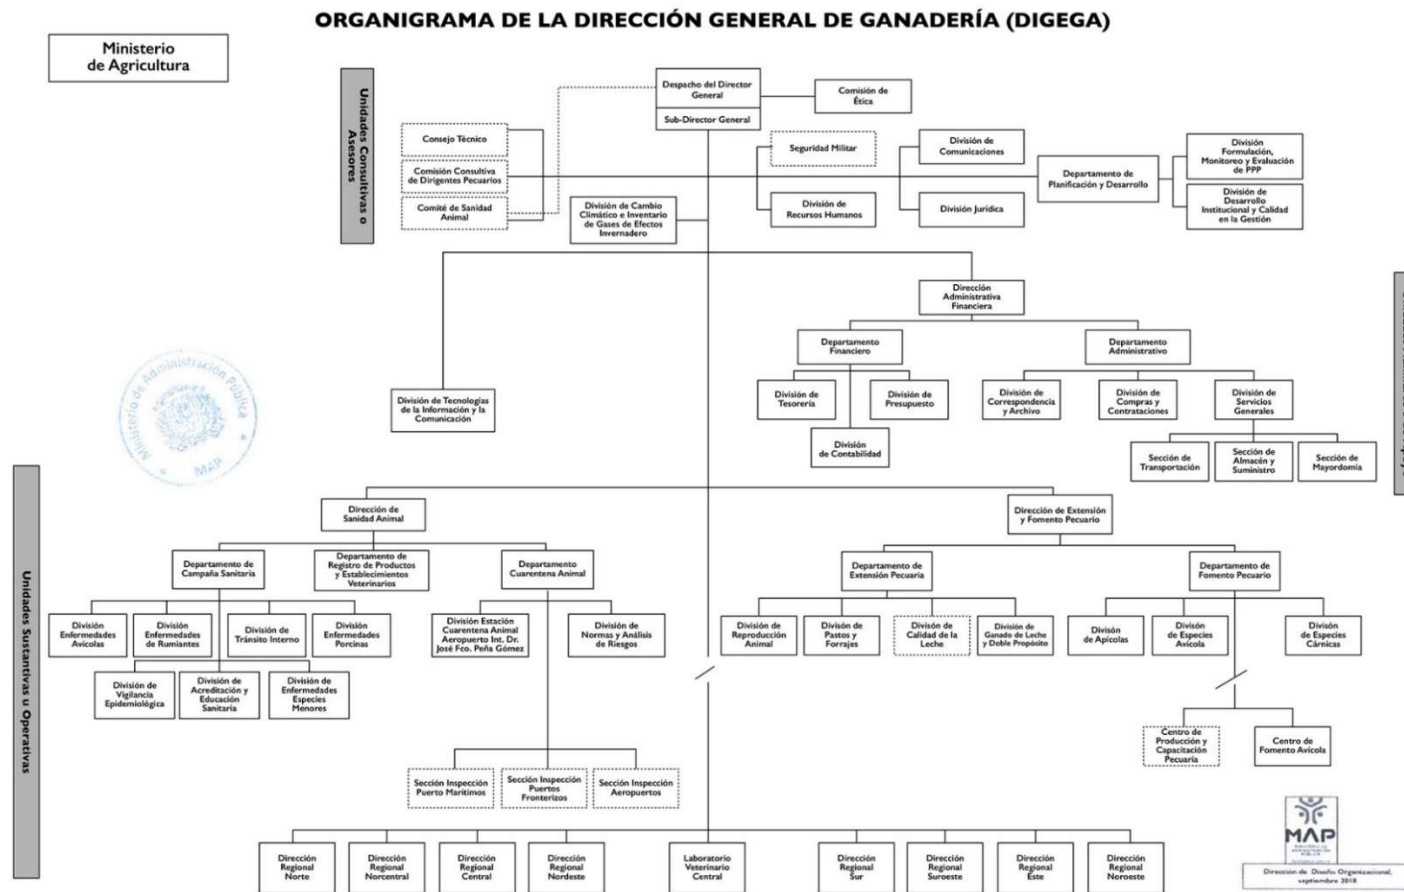 ORGANIGRAMA DE LA DIRECCIÓN GENERAL DE GANADERÍA (DIGEGA)
Ministerio
de Agricultura
Unidades Consultivas o
Asesores
Despacho del Director
General
Sub-Director General
Comisión de
Ética
Consejo Técnico
Comisión Consultiva
de Dirigentes Pecuarios
Comité de Sanidad
Animal
División de Cambio
Climático e Inventario
de Gases de Efectos
Invernadero
Seguridad Militar
División de
Recursos Humanos
División de
Comunicaciones
División Jurídica
Departamento de
Planificación y Desarrollo
División
Formulación,
Monitoreo y Evaluación
de PPP
División de
Desarrollo
Institucional y Calidad
en la Gestión
Dirección
Administrativa
Financiera
Departamento
Financiero
Departamento
Administrativo
División de Tecnologías
de la Información y la
Comunicación
División de
Tesorería
División de
Presupuesto
División
de Contabilidad
División de
Correspondencia
y Archivo
División de
Compras y
Contrataciones
División de
Servicios
Generales
Sección de
Transportación
Sección de
Almacén y
Suministro
Sección de
Mayordomía
Ministerio de Administración Pública
MAP
Unidades Sustantivas u Operativas
Dirección de
Sanidad Animal
Dirección de Extensión
y Fomento Pecuario
Departamento de
Campaña Sanitaria
Departamento de
Registro de Productos
y Establecimientos
Veterinarios
Departamento
Cuarentena Animal
Departamento de
Extensión Pecuaria
Departamento de
Fomento Pecuario
División
Enfermedades
Avícolas
División
Enfermedades
de Rumiantes
División de
Tránsito Interno
División
Enfermedades
Porcinas
División Estación
Cuarentena Animal
Aeropuerto Int. Dr.
José Fco. Peña Gómez
División de
Normas y Análisis
de Riesgos
División de
Reproducción
Animal
División de
Pastos y
Forrajes
Divisón de
Calidad de la
Leche
División de
Ganado de Leche
y Doble Propósito
Divisón
de Apícolas
Divisón
de Especies
Avícola
Divisón
de Especies
Cárnicas
División de
Vigilancia
Epidemiológica
División de
Acreditación y
Educación
Sanitaria
División de
Enfermedades
Especies
Menores
Centro de
Producción y
Capacitación
Pecuaria
Centro de
Fomento Avícola
Sección Inspección
Puerto Marítimos
Sección Inspección
Puertos
Fronterizos
Sección Inspección
Aeropuertos
Dirección
Regional
Norte
Dirección
Regional
Norcentral
Dirección
Regional
Central
Dirección
Regional
Nordeste
Laboratorio
Veterinario
Central
Dirección
Regional
Sur
Dirección
Regional
Suroeste
Dirección
Regional
Este
Dirección
Regional
Noroeste
MAP
Dirección de Diseño Organizacional,
septiembre 2018